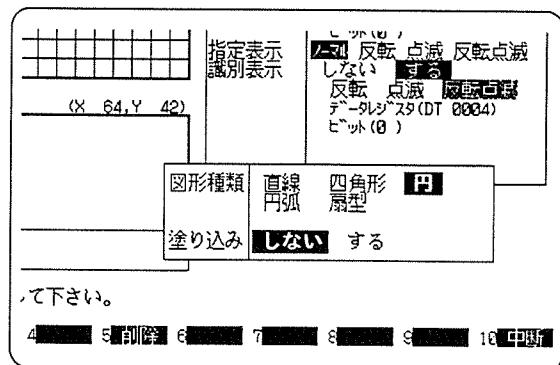 ビット(0 )
指定表示 ノーマル 反転 点滅 反転点滅
識別表示 しない する
反転 点滅 反転点滅
データレジスタ(DT 0004)
ビット(0 )
(X 64,Y 42)
図形種類 直線 四角形 円
円弧 扇型
塗り込み しない する
して下さい。
4 5 削除 6 7 8 9 10 中断